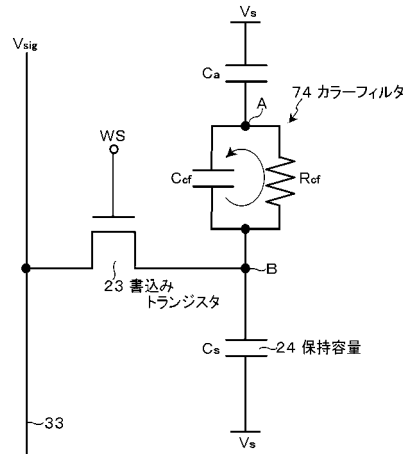 Vs
Vsig
Ca
74 カラーフィルタ
A
WS
Ccf
Rcf
B
23 書込み
トランジスタ
Cs
24 保持容量
Vs
33